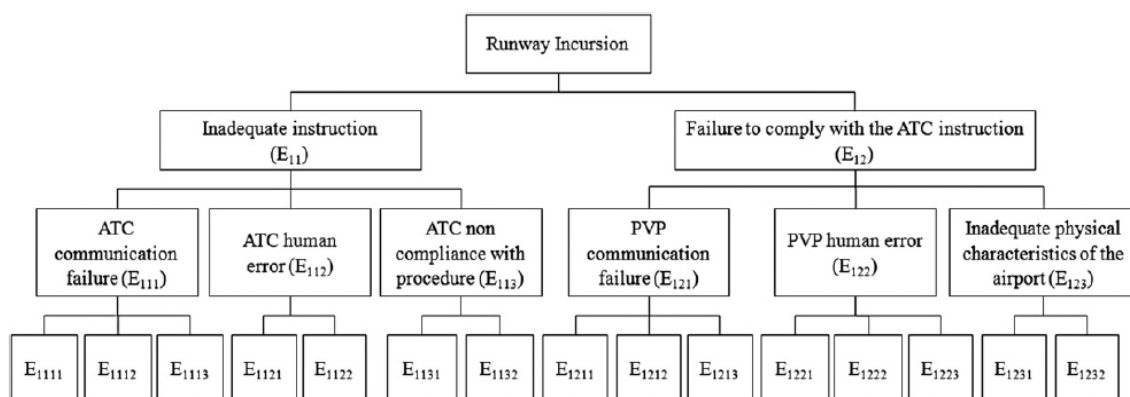 Runway Incursion
Inadequate instruction
(E₁₁)
Failure to comply with the ATC instruction
(E₁₂)
ATC
communication
failure (E₁₁₁)
ATC human
error (E₁₁₂)
ATC non
compliance with
procedure (E₁₁₃)
PVP
communication
failure (E₁₂₁)
PVP human error
(E₁₂₂)
Inadequate physical
characteristics of the
airport (E₁₂₃)
E₁₁₁₁
E₁₁₁₂
E₁₁₁₃
E₁₁₂₁
E₁₁₂₂
E₁₁₃₁
E₁₁₃₂
E₁₂₁₁
E₁₂₁₂
E₁₂₁₃
E₁₂₂₁
E₁₂₂₂
E₁₂₂₃
E₁₂₃₁
E₁₂₃₂